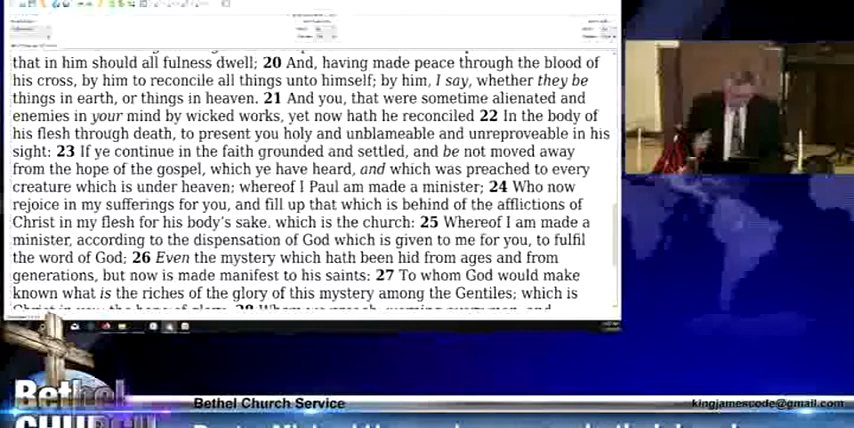 that in him should all fulness dwell; 20 And, having made peace through the blood of
his cross, by him to reconcile all things unto himself; by him, I say, whether they be
things in earth, or things in heaven. 21 And you, that were sometime alienated and
enemies in your mind by wicked works, yet now hath he reconciled 22 In the body of
his flesh through death, to present you holy and unblameable and unreproveable in his
sight: 23 If ye continue in the faith grounded and settled, and be not moved away
from the hope of the gospel, which ye have heard, and which was preached to every
creature which is under heaven; whereof I Paul am made a minister; 24 Who now
rejoice in my sufferings for you, and fill up that which is behind of the afflictions of
Christ in my flesh for his body's sake, which is the church: 25 Whereof I am made a
minister, according to the dispensation of God which is given to me for you, to fulfil
the word of God; 26 Even the mystery which hath been hid from ages and from
generations, but now is made manifest to his saints: 27 To whom God would make
known what is the riches of the glory of this mystery among the Gentiles; which is
Bethel
CHURCH
Bethel Church Service
kingjamescode@gmail.com